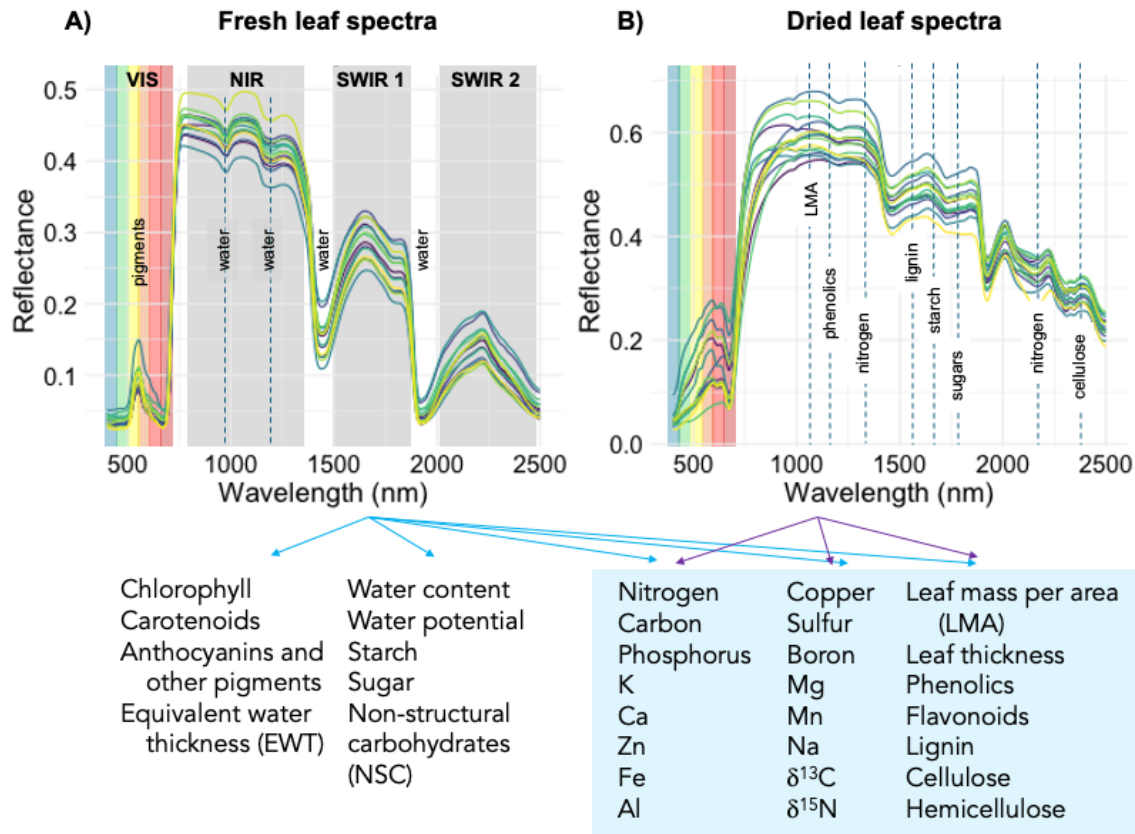 A)
Fresh leaf spectra
VIS
NIR
SWIR 1
SWIR 2
Reflectance
0.5
0.4
0.3
0.2
0.1
pigments
water
water
water
water
500
1000
1500
2000
2500
Wavelength (nm)
B)
Dried leaf spectra
Reflectance
0.6
0.4
0.2
0.0
LMA
phenolics
nitrogen
lignin
starch
sugars
nitrogen
cellulose
500
1000
1500
2000
2500
Wavelength (nm)
Chlorophyll
Carotenoids
Anthocyanins and
other pigments
Equivalent water
thickness (EWT)
Water content
Water potential
Starch
Sugar
Non-structural
carbohydrates
(NSC)
Nitrogen
Carbon
Phosphorus
K
Ca
Zn
Fe
Al
Copper
Sulfur
Boron
Mg
Mn
Na
δ¹³C
δ¹⁵N
Leaf mass per area
(LMA)
Leaf thickness
Phenolics
Flavonoids
Lignin
Cellulose
Hemicellulose